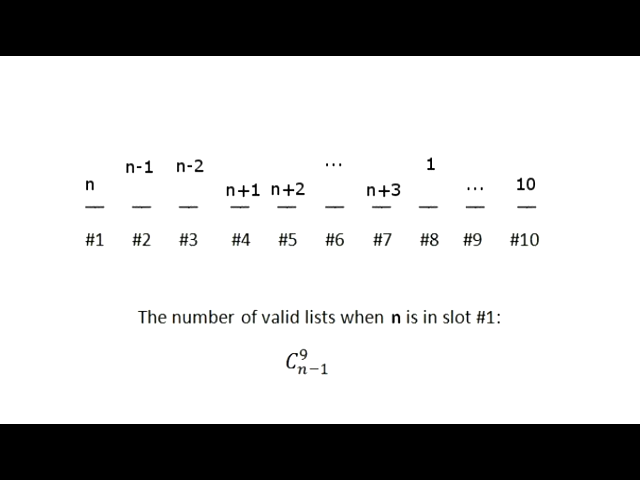 n-1 n-2 ... 1
n n+1 n+2 n+3 ... 10
#1 #2 #3 #4 #5 #6 #7 #8 #9 #10
The number of valid lists when n is in slot #1:
C^9_{n-1}